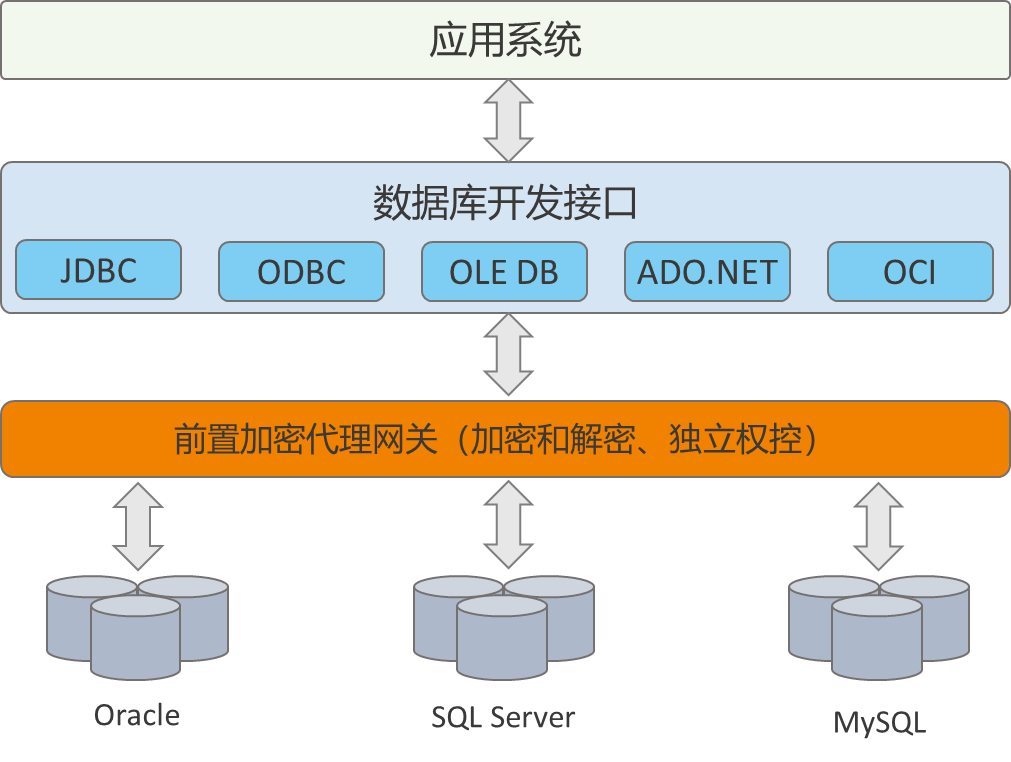 应用系统
数据库开发接口
JDBC
ODBC
OLE DB
ADO.NET
OCI
前置加密代理网关（加密和解密、独立权控）
Oracle
SQL Server
MySQL